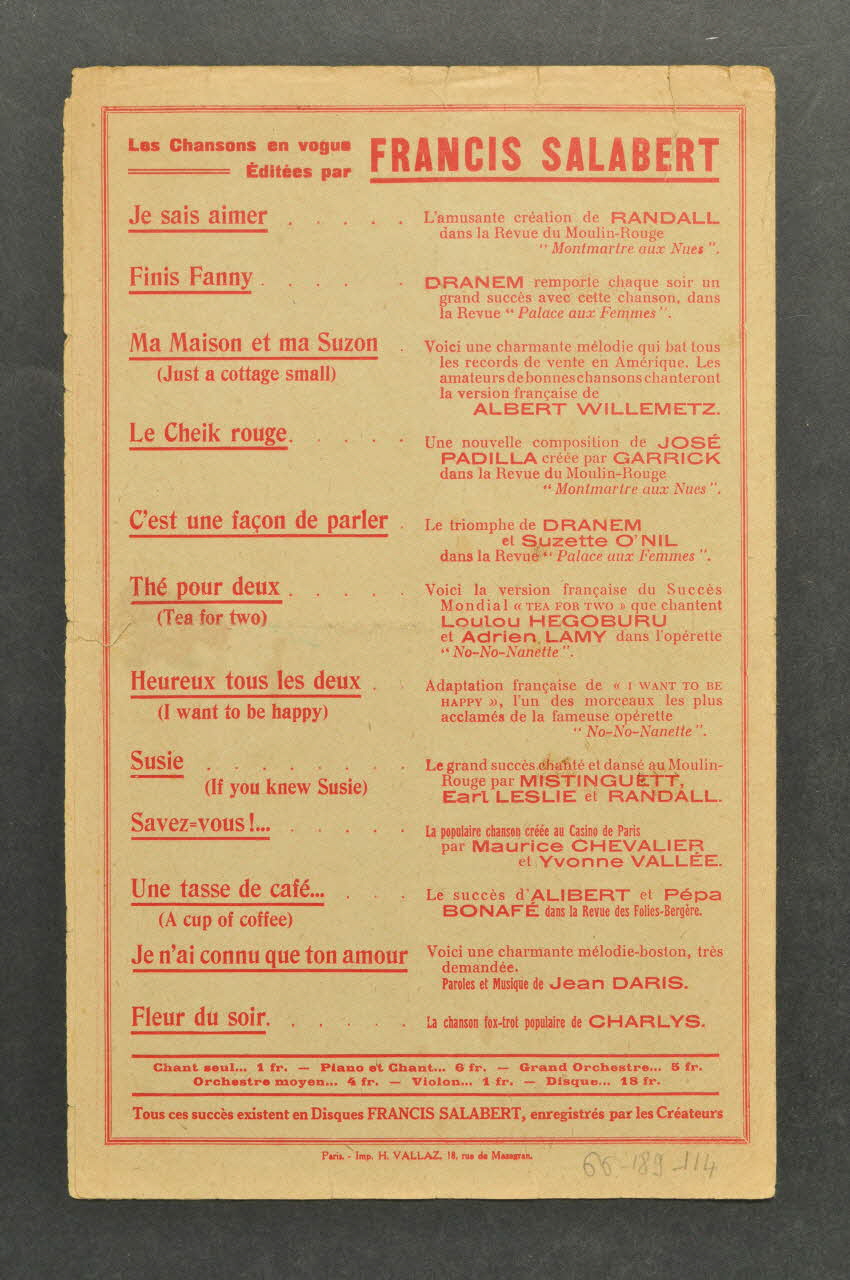 Les Chansons en vogue
Éditées par FRANCIS SALABERT
Je sais aimer . . . . . L'amusante création de RANDALL
dans la Revue du Moulin-Rouge
"Montmartre aux Nues".
Finis Fanny . . . . . DRANEM remporte chaque soir un
grand succès avec cette chanson, dans
la Revue "Palace aux Femmes".
Ma Maison et ma Suzon . Voici une charmante mélodie qui bat tous
(Just a cottage small) les records de vente en Amérique. Les
amateurs de bonnes chansons chanteront
la version française de
ALBERT WILLEMETZ.
Le Cheik rouge. . . . . Une nouvelle composition de JOSÉ
PADILLA créée par GARRICK
dans la Revue du Moulin-Rouge
"Montmartre aux Nues".
C'est une façon de parler . Le triomphe de DRANEM
et Suzette O'NIL
dans la Revue "Palace aux Femmes".
Thé pour deux . . . . . Voici la version française du Succès
(Tea for two) Mondial « TEA FOR TWO » que chantent
Loulou HEGOBURU
et Adrien LAMY dans l'opérette
"No-No-Nanette".
Heureux tous les deux . . Adaptation française de « I WANT TO BE
(I want to be happy) HAPPY », l'un des morceaux les plus
acclamés de la fameuse opérette
"No-No-Nanette".
Susie . . . . . . . . Le grand succès chanté et dansé au Moulin-
(If you knew Susie) Rouge par MISTINGUETT,
Earl LESLIE et RANDALL.
Savez=vous !... . . . . . La populaire chanson créée au Casino de Paris
par Maurice CHEVALIER
et Yvonne VALLÉE.
Une tasse de café... . . . Le succès d'ALIBERT et Pépa
(A cup of coffee) BONAFÉ dans la Revue des Folies-Bergère.
Je n'ai connu que ton amour Voici une charmante mélodie-boston, très
demandée.
Paroles et Musique de Jean DARIS.
Fleur du soir. . . . . . La chanson fox-trot populaire de CHARLYS.
Chant seul... 1 fr. — Piano et Chant... 6 fr. — Grand Orchestre... 5 fr.
Orchestre moyen... 4 fr. — Violon... 1 fr. — Disque... 18 fr.
Tous ces succès existent en Disques FRANCIS SALABERT, enregistrés par les Créateurs
Paris. - Imp. H. VALLAZ, 18, rue de Mazagran.
66-189-114